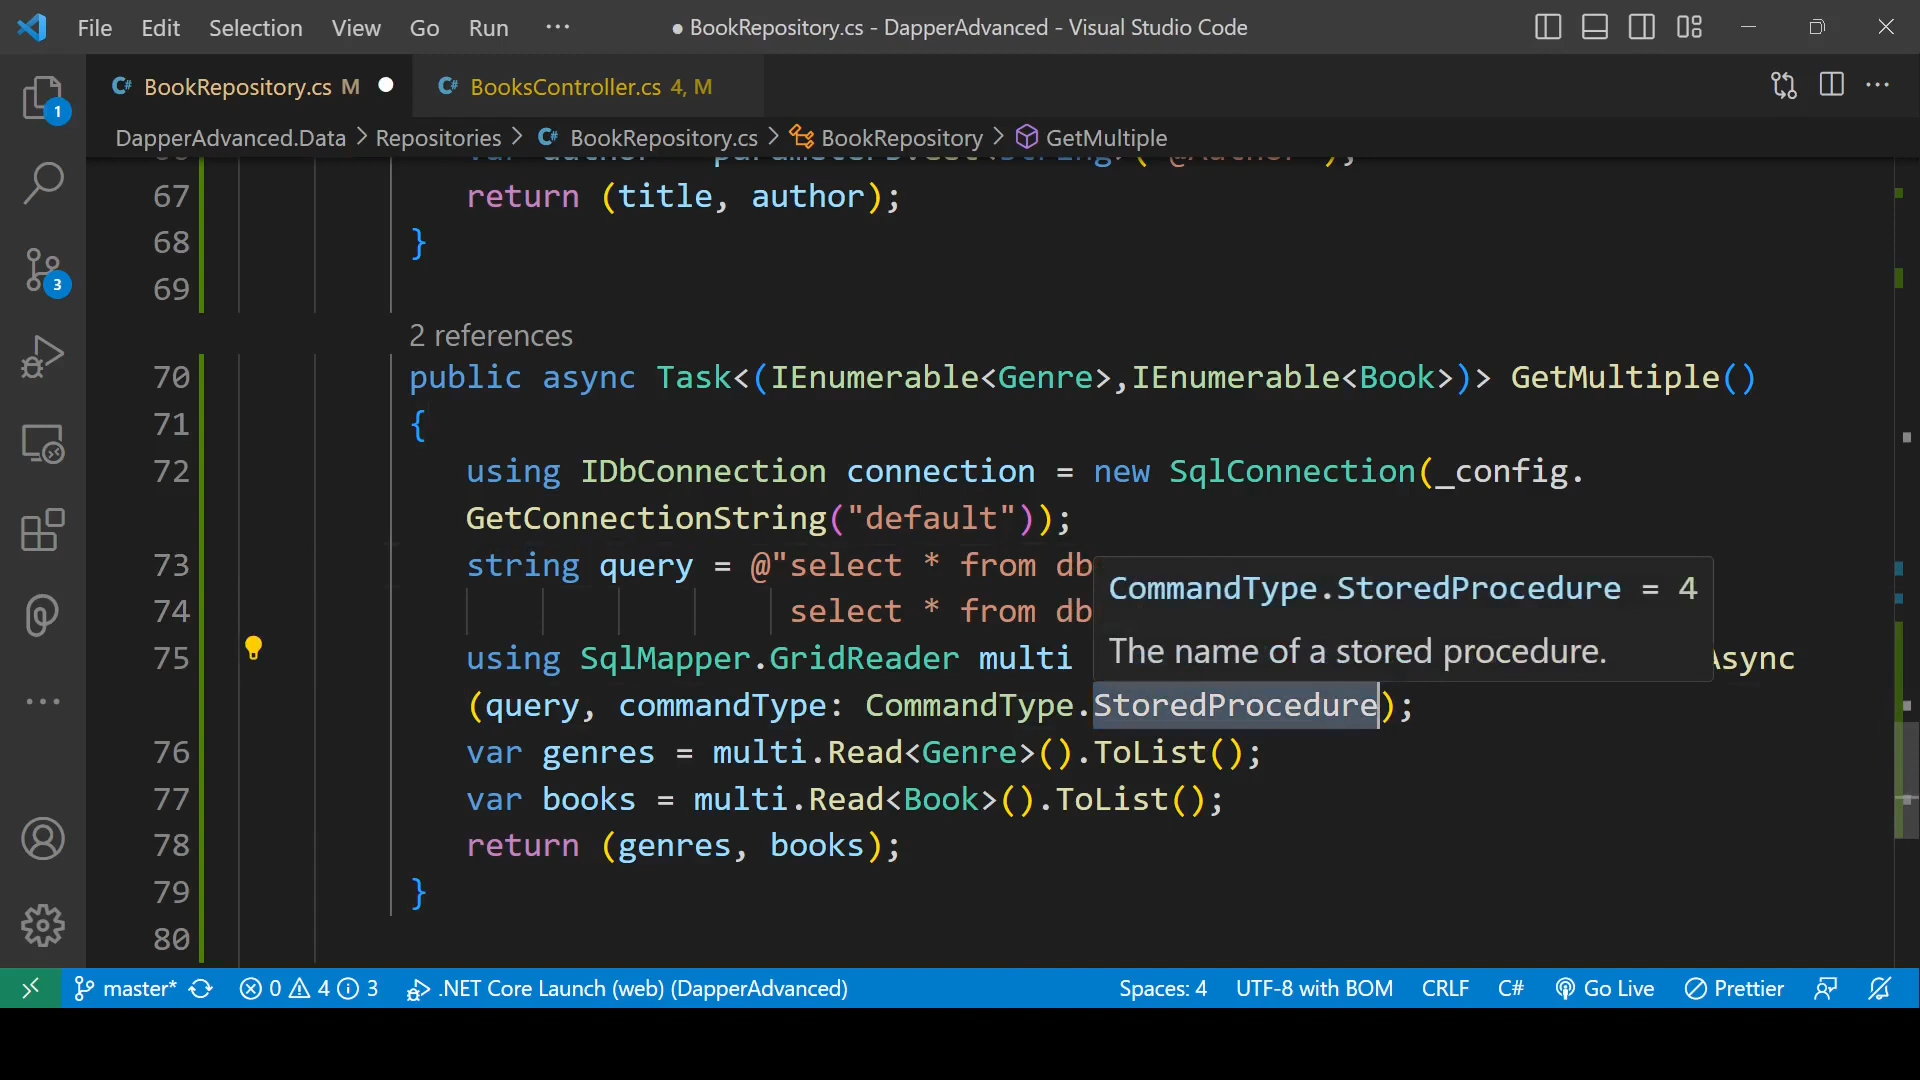 File Edit Selection View Go Run ···
● BookRepository.cs - DapperAdvanced - Visual Studio Code
C# BookRepository.cs M ●
C# BooksController.cs 4, M
DapperAdvanced.Data > Repositories > C# BookRepository.cs > BookRepository > GetMultiple
67 return (title, author);
68 }
69
2 references
70 public async Task<(IEnumerable<Genre>,IEnumerable<Book>)> GetMultiple()
71 {
72 using IDbConnection connection = new SqlConnection(_config.
GetConnectionString("default"));
73 string query = @"select * from db
74 select * from db
CommandType.StoredProcedure = 4
The name of a stored procedure.
75 using SqlMapper.GridReader multi Async
(query, commandType: CommandType.StoredProcedure);
76 var genres = multi.Read<Genre>().ToList();
77 var books = multi.Read<Book>().ToList();
78 return (genres, books);
79 }
80
1
3
master* 0 4 3 .NET Core Launch (web) (DapperAdvanced) Spaces: 4 UTF-8 with BOM CRLF C# Go Live Prettier